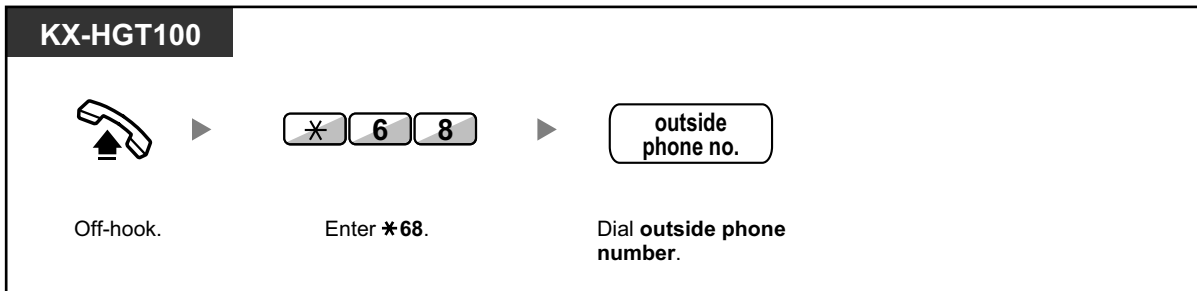 KX-HGT100
* 6 8
outside
phone no.
Off-hook.
Enter *68.
Dial outside phone
number.